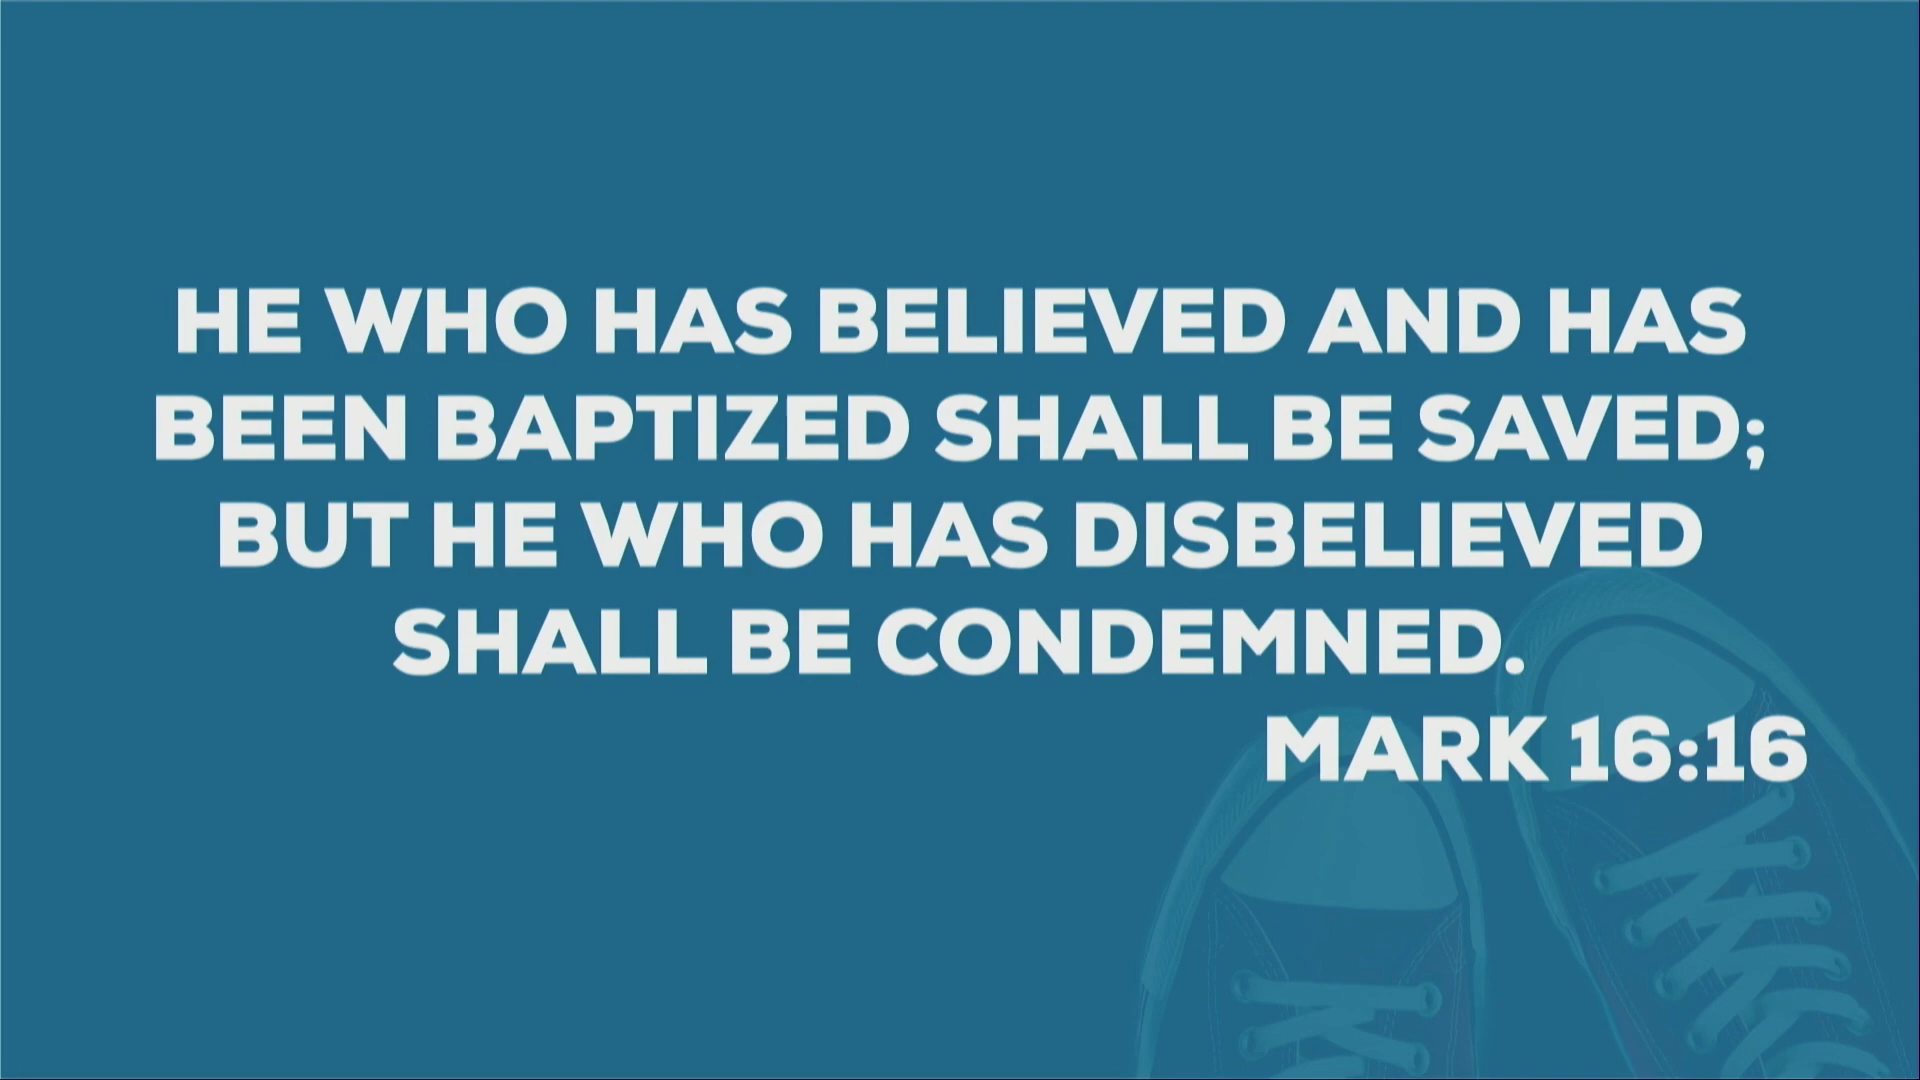 HE WHO HAS BELIEVED AND HAS
BEEN BAPTIZED SHALL BE SAVED;
BUT HE WHO HAS DISBELIEVED
SHALL BE CONDEMNED.
MARK 16:16